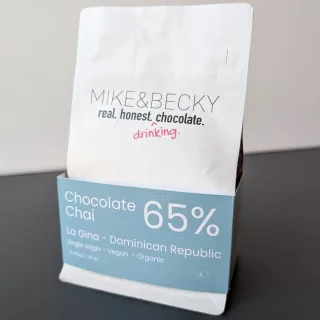 MIKE&BECKY
real. honest. chocolate.
drinking.
Chocolate
Chai
65%
La Gina - Dominican Republic
Single origin - Vegan - Organic